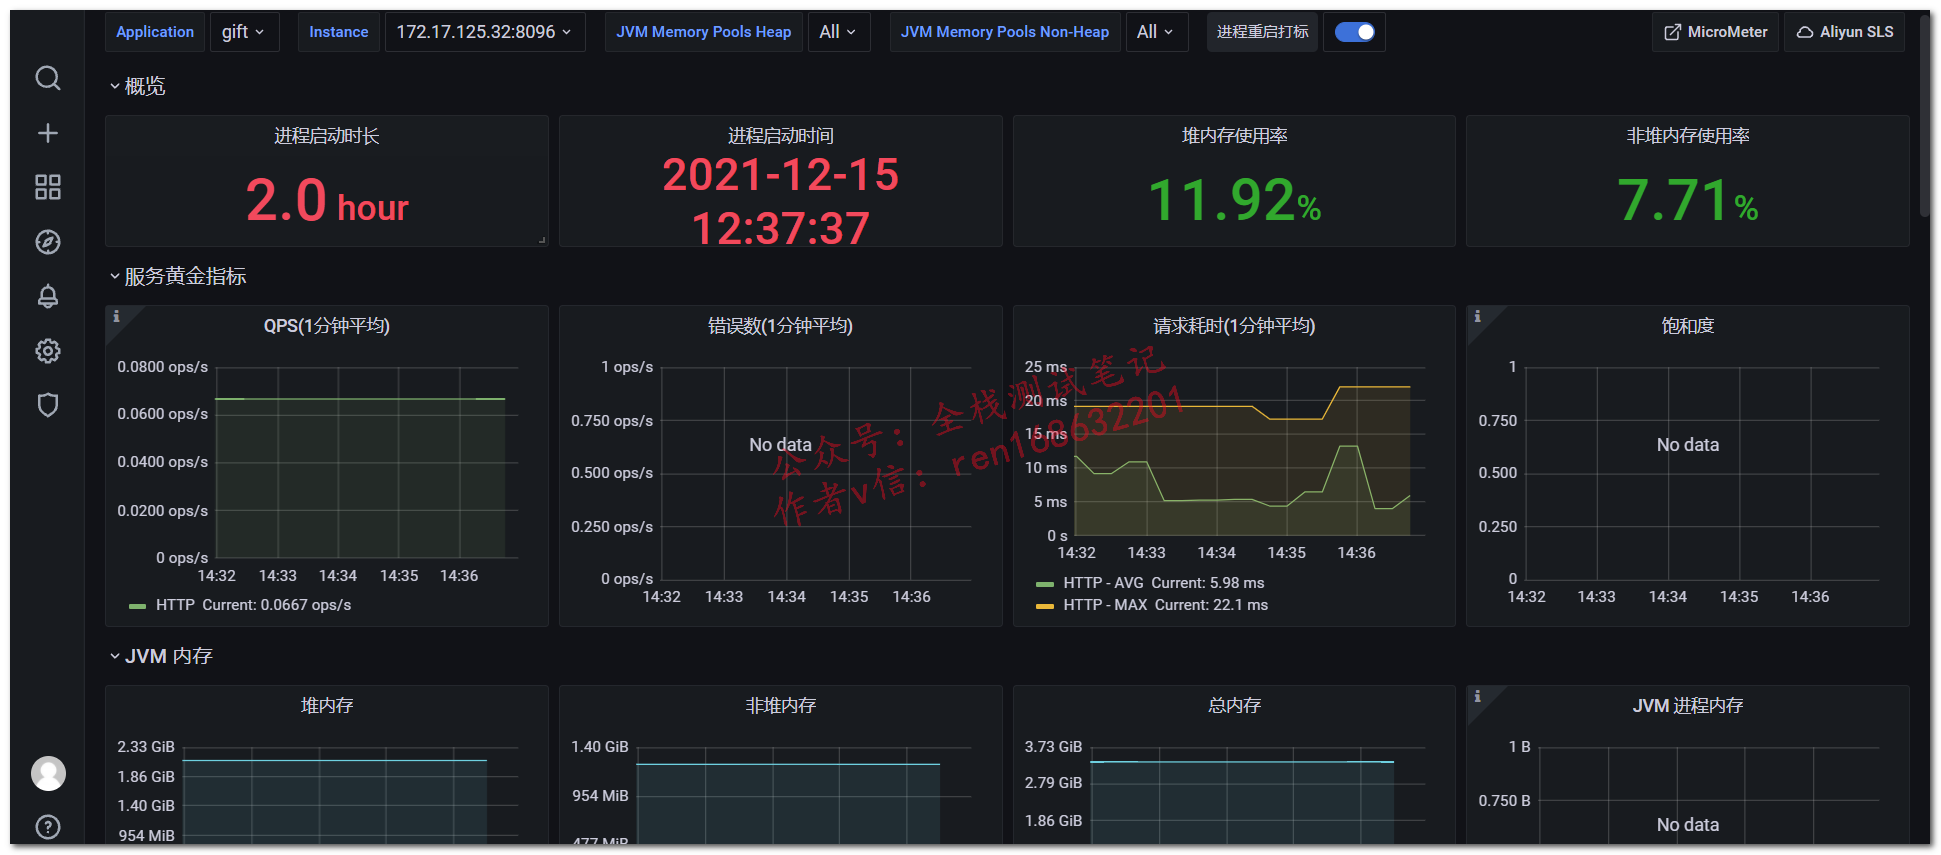 Application gift Instance 172.17.125.32:8096 JVM Memory Pools Heap All JVM Memory Pools Non-Heap All 进程重启打标 MicroMeter Aliyun SLS
概览
进程启动时长
2.0 hour
进程启动时间
2021-12-15
12:37:37
堆内存使用率
11.92%
非堆内存使用率
7.71%
服务黄金指标
QPS(1分钟平均)
0.0800 ops/s
0.0600 ops/s
0.0400 ops/s
0.0200 ops/s
0 ops/s
14:32 14:33 14:34 14:35 14:36
HTTP Current: 0.0667 ops/s
错误数(1分钟平均)
1 ops/s
0.750 ops/s
0.500 ops/s
0.250 ops/s
0 ops/s
No data
14:32 14:33 14:34 14:35 14:36
请求耗时(1分钟平均)
25 ms
20 ms
15 ms
10 ms
5 ms
0 s
14:32 14:33 14:34 14:35 14:36
HTTP - AVG Current: 5.98 ms
HTTP - MAX Current: 22.1 ms
饱和度
1
0.750
0.500
0.250
0
No data
14:32 14:33 14:34 14:35 14:36
公众号：全栈测试笔记
作者v信：ren168632201
JVM 内存
堆内存
2.33 GiB
1.86 GiB
1.40 GiB
954 MiB
非堆内存
1.40 GiB
954 MiB
477 MiB
总内存
3.73 GiB
2.79 GiB
1.86 GiB
JVM 进程内存
1 B
0.750 B
No data